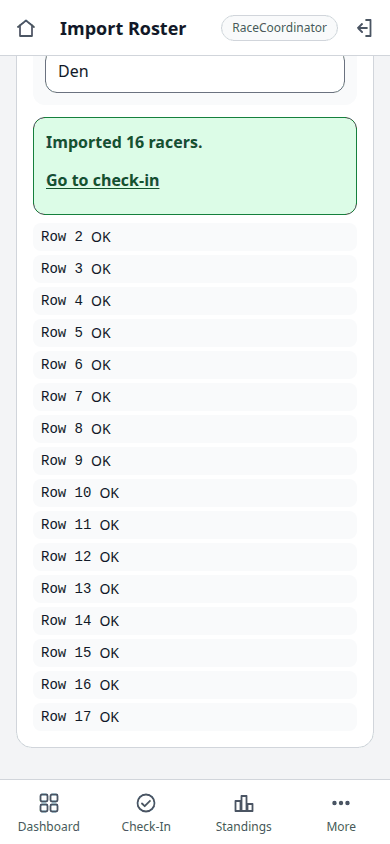 Import Roster
RaceCoordinator
Den
Imported 16 racers.
Go to check-in
Row 2 OK
Row 3 OK
Row 4 OK
Row 5 OK
Row 6 OK
Row 7 OK
Row 8 OK
Row 9 OK
Row 10 OK
Row 11 OK
Row 12 OK
Row 13 OK
Row 14 OK
Row 15 OK
Row 16 OK
Row 17 OK
Dashboard
Check-In
Standings
More